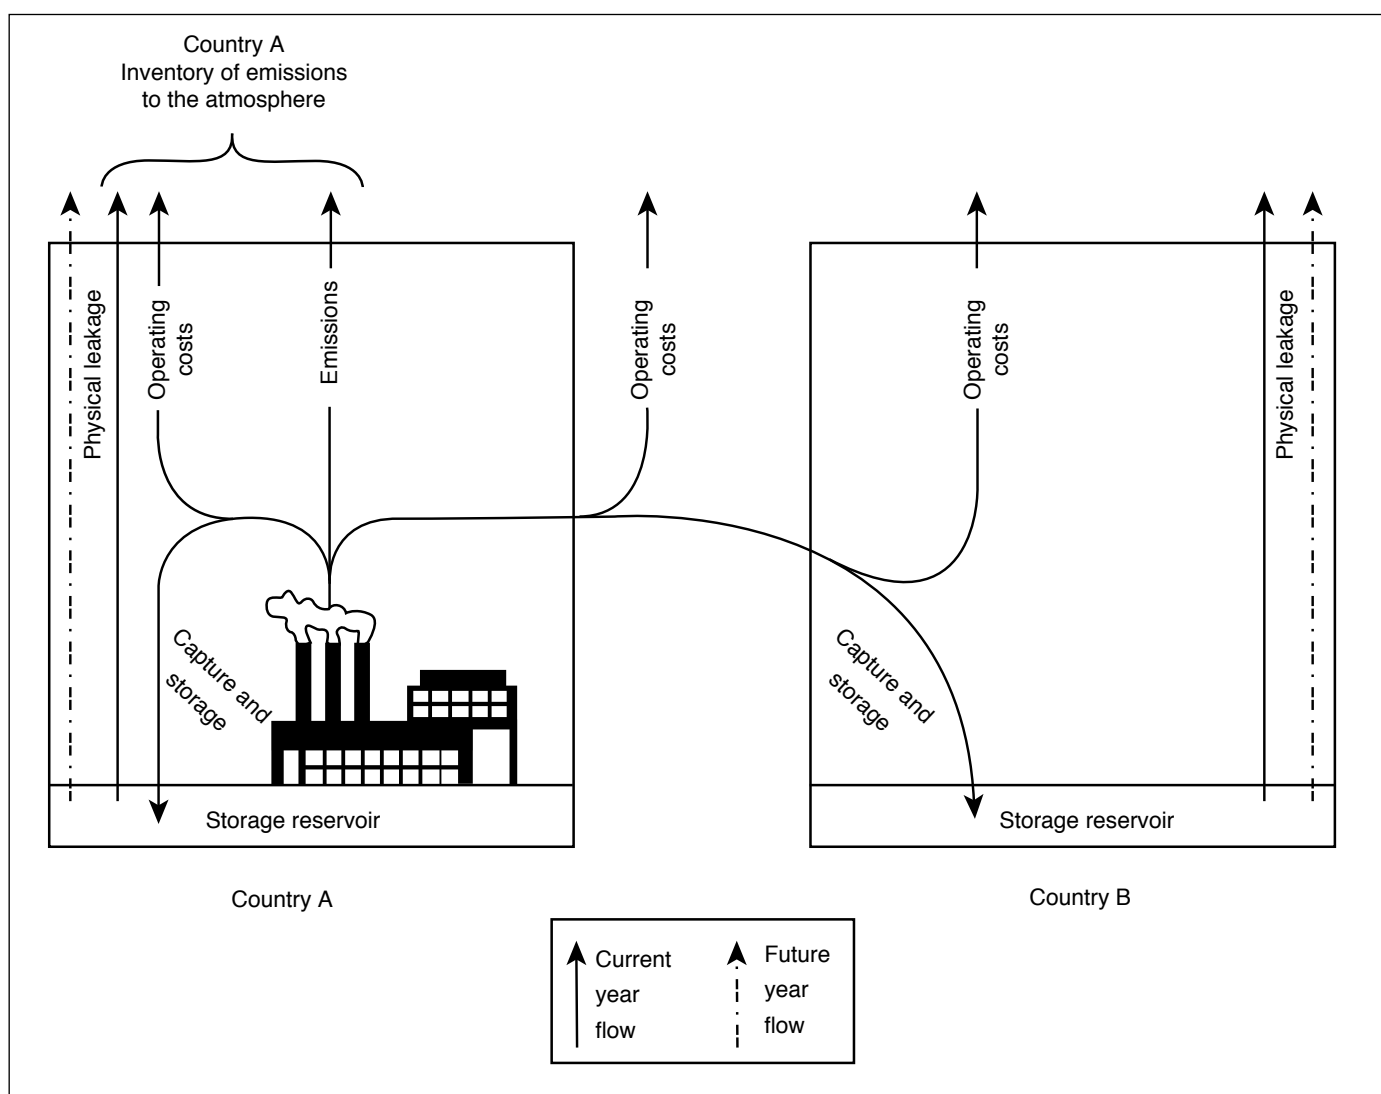 Country A
Inventory of emissions
to the atmosphere
Physical leakage
Operating
costs
Emissions
Operating
costs
Operating
costs
Physical leakage
Capture and
storage
Capture and
storage
Storage reservoir
Storage reservoir
Country A
Country B
Current
year
flow
Future
year
flow